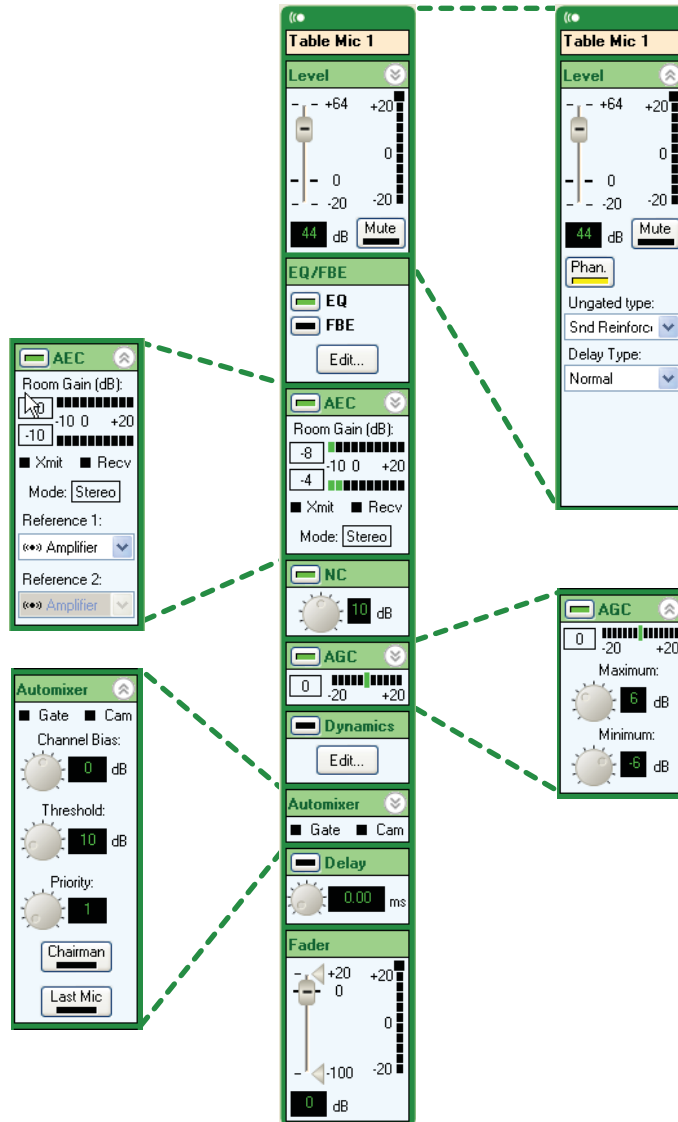 Table Mic 1
Level
+64 +20
0
0
-20 -20
44 dB Mute
EQ/FBE
EQ
FBE
Edit...
AEC
Room Gain (dB):
-8
-10 0 +20
-4
Xmit Recv
Mode: Stereo
NC
10 dB
AGC
0
-20 +20
Dynamics
Edit...
Automixer
Gate Cam
Delay
0.00 ms
Fader
+20 +20
0
0
-100 -20
0 dB
Table Mic 1
Level
+64 +20
0
0
-20 -20
44 dB Mute
Phan.
Ungated type:
Snd Reinforc
Delay Type:
Normal
AEC
Room Gain (dB):
-10 0 +20
-10
Xmit Recv
Mode: Stereo
Reference 1:
Amplifier
Reference 2:
Amplifier
AGC
0
-20 +20
Maximum:
6 dB
Minimum:
-6 dB
Automixer
Gate Cam
Channel Bias:
0 dB
Threshold:
10 dB
Priority:
1
Chairman
Last Mic